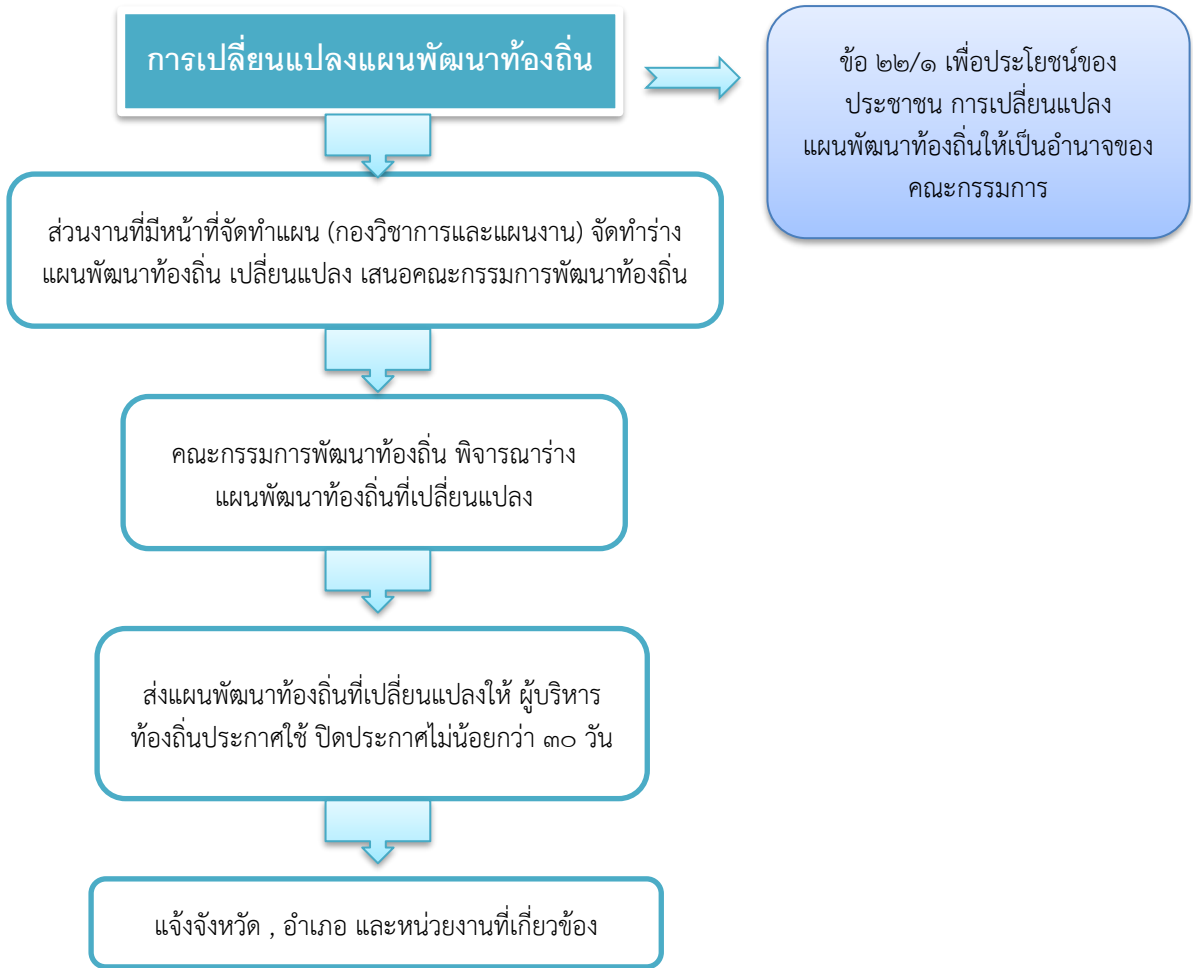 การเปลี่ยนแปลงแผนพัฒนาท้องถิ่น
ข้อ ๒๒/๑ เพื่อประโยชน์ของ
ประชาชน การเปลี่ยนแปลง
แผนพัฒนาท้องถิ่นให้เป็นอำนาจของ
คณะกรรมการ
ส่วนงานที่มีหน้าที่จัดทำแผน (กองวิชาการและแผนงาน) จัดทำร่าง
แผนพัฒนาท้องถิ่น เปลี่ยนแปลง เสนอคณะกรรมการพัฒนาท้องถิ่น
คณะกรรมการพัฒนาท้องถิ่น พิจารณาร่าง
แผนพัฒนาท้องถิ่นที่เปลี่ยนแปลง
ส่งแผนพัฒนาท้องถิ่นที่เปลี่ยนแปลงให้ ผู้บริหาร
ท้องถิ่นประกาศใช้ ปิดประกาศไม่น้อยกว่า ๓๐ วัน
แจ้งจังหวัด , อำเภอ และหน่วยงานที่เกี่ยวข้อง